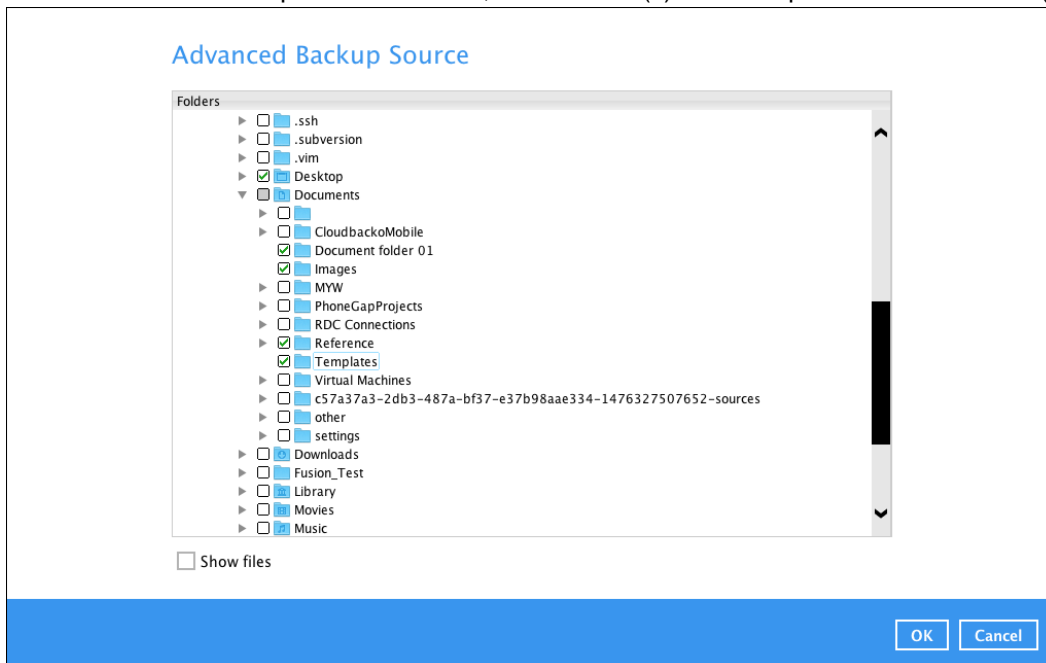 Advanced Backup Source
Folders
.ssh
.subversion
.vim
Desktop
Documents
CloudbackoMobile
Document folder 01
Images
MYW
PhoneGapProjects
RDC Connections
Reference
Templates
Virtual Machines
c57a37a3-2db3-487a-bf37-e37b98aae334-1476327507652-sources
other
settings
Downloads
Fusion_Test
Library
Movies
Music
Show files
OK Cancel